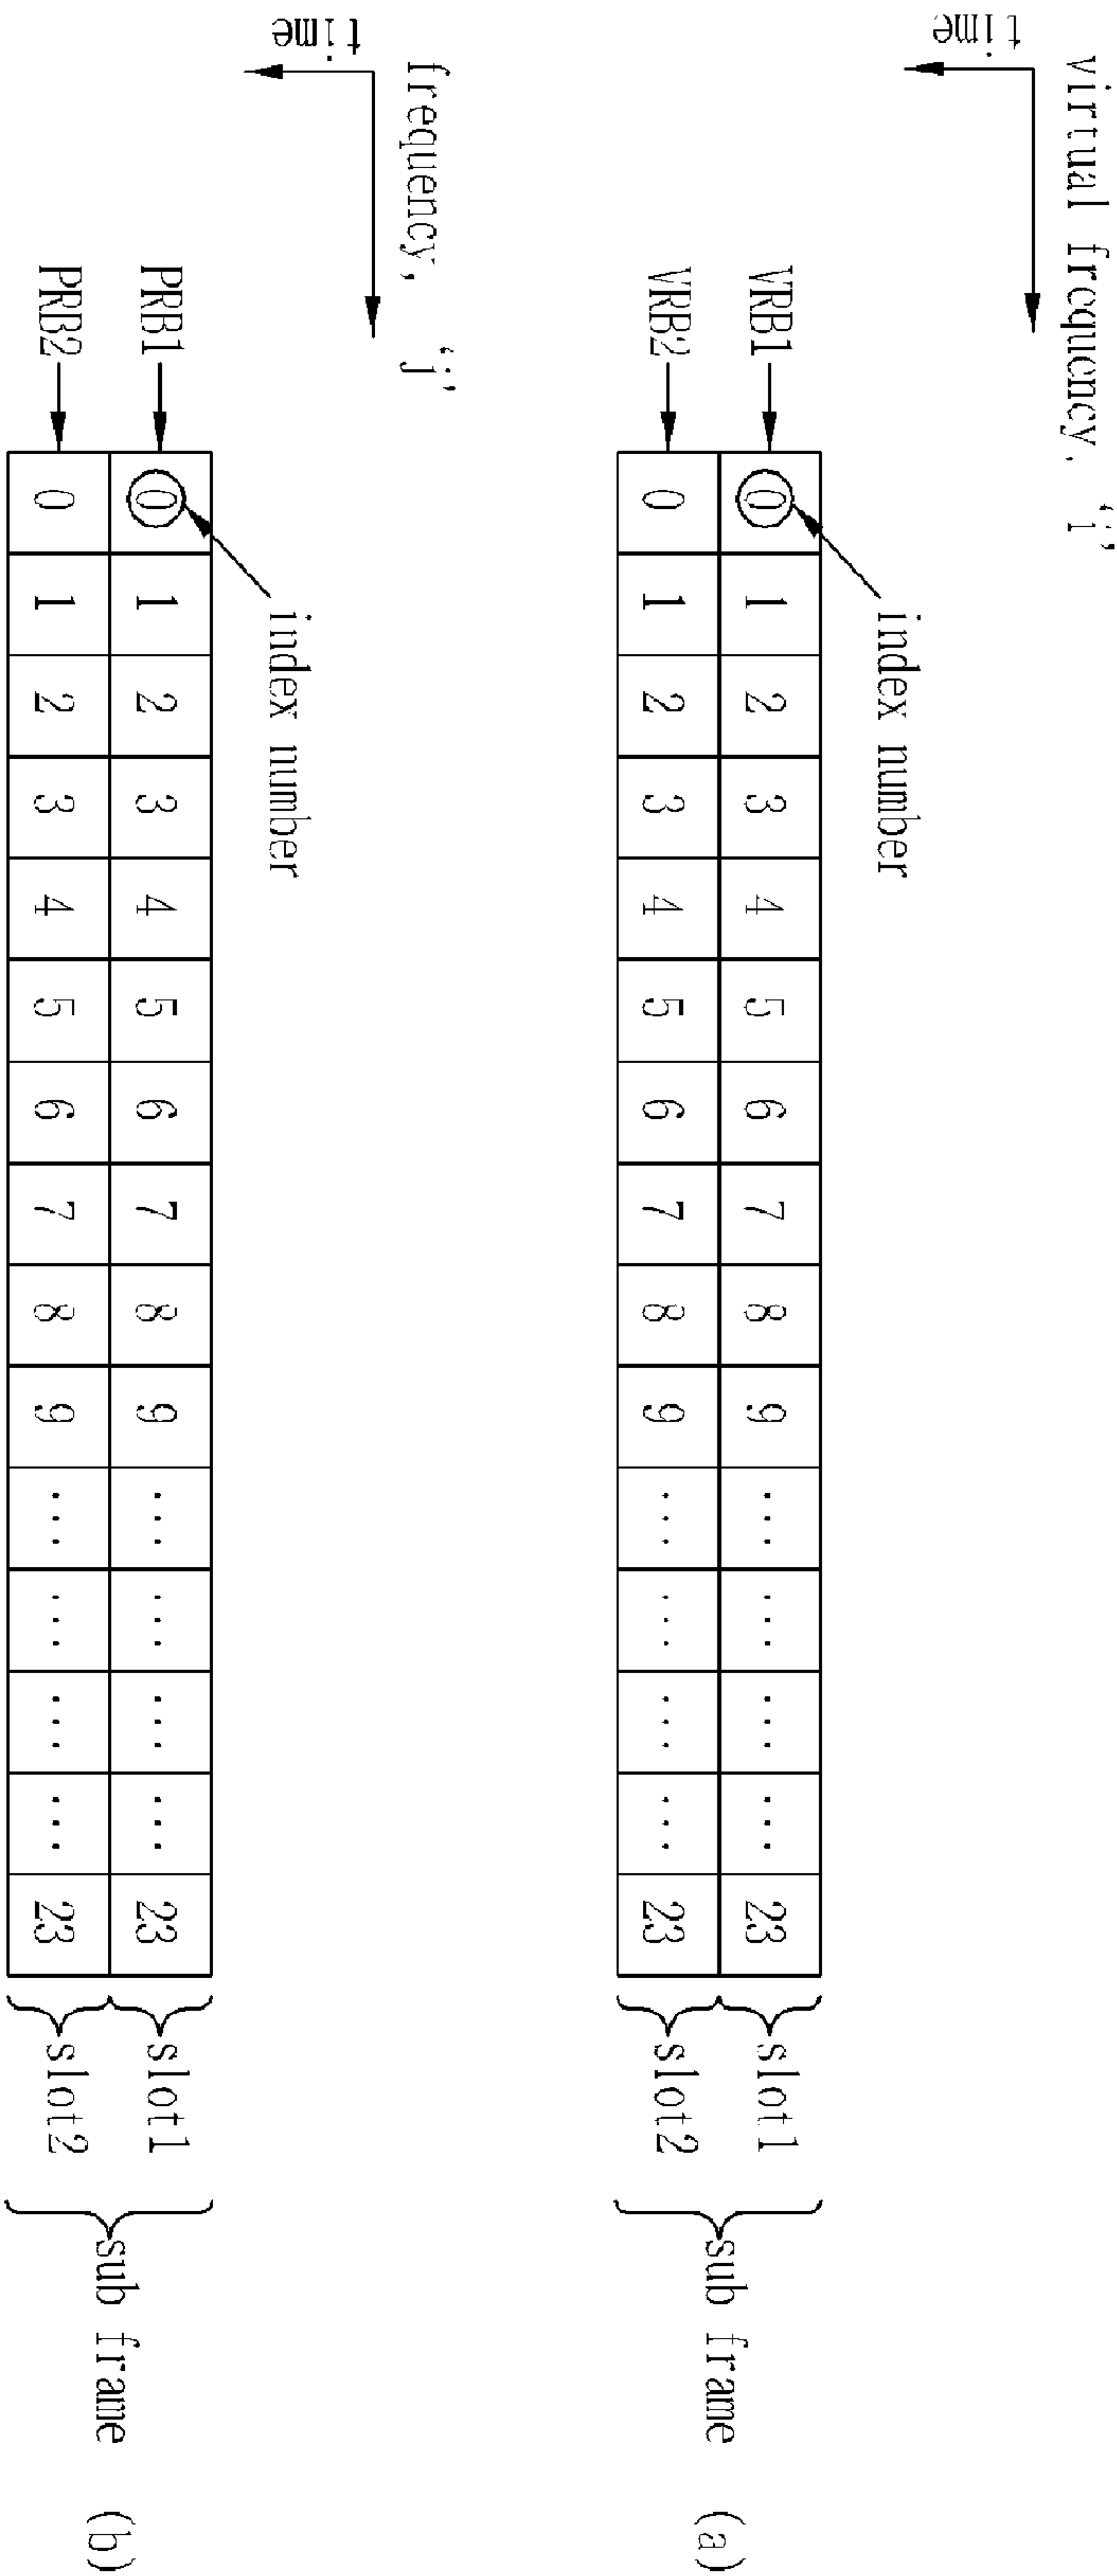 virtual frequency, 'i'
time
index number
VRB1 0 1 2 3 4 5 6 7 8 9 ... ... ... ... 23 slot1
VRB2 0 1 2 3 4 5 6 7 8 9 ... ... ... ... 23 slot2
sub frame
(a)
frequency, 'j'
time
index number
PRB1 0 1 2 3 4 5 6 7 8 9 ... ... ... ... 23 slot1
PRB2 0 1 2 3 4 5 6 7 8 9 ... ... ... ... 23 slot2
sub frame
(b)